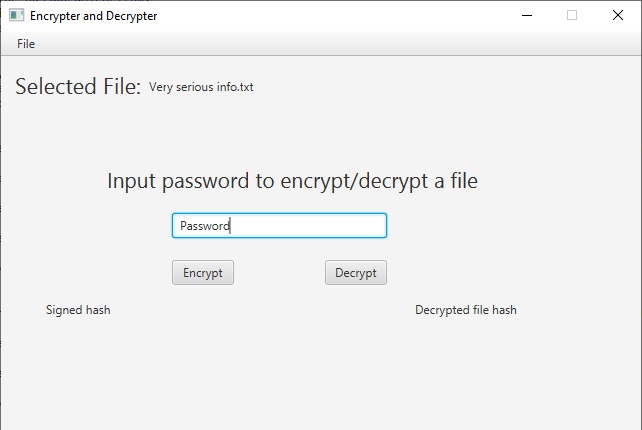 Encrypter and Decrypter
File
Selected File: Very serious info.txt
Input password to encrypt/decrypt a file
Password
Encrypt Decrypt
Signed hash Decrypted file hash